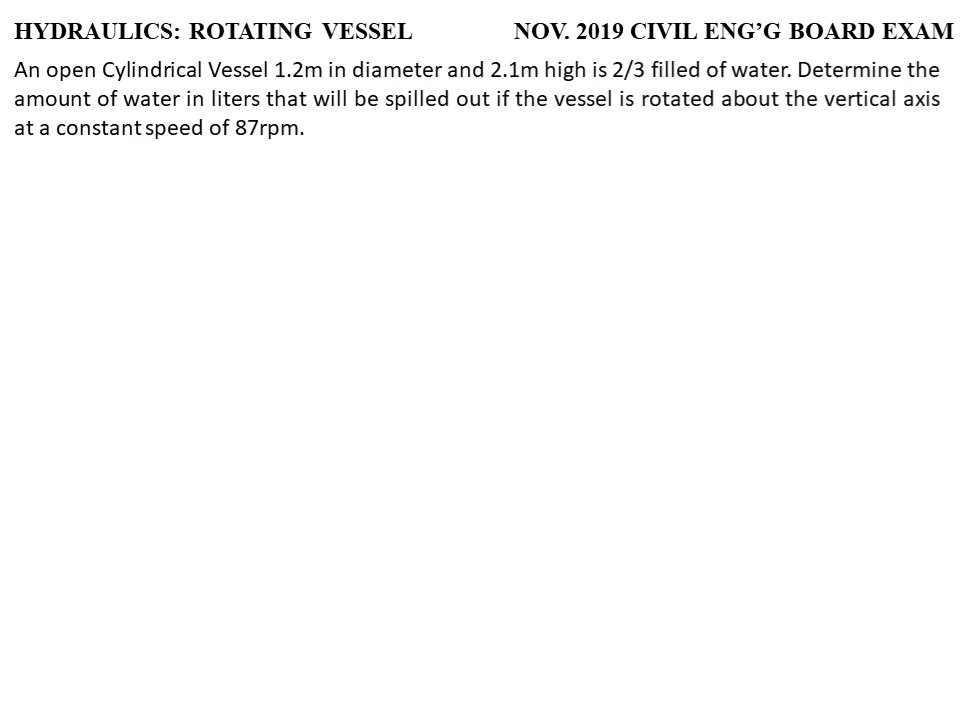 HYDRAULICS: ROTATING VESSEL NOV. 2019 CIVIL ENG’G BOARD EXAM
An open Cylindrical Vessel 1.2m in diameter and 2.1m high is 2/3 filled of water. Determine the
amount of water in liters that will be spilled out if the vessel is rotated about the vertical axis
at a constant speed of 87rpm.